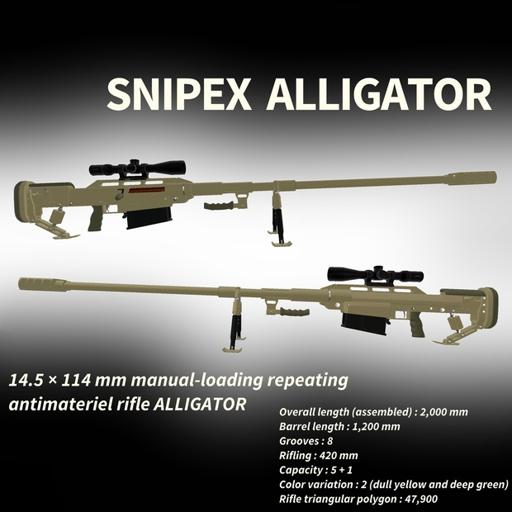 SNIPEX ALLIGATOR
14.5 × 114 mm manual-loading repeating
antimateriel rifle ALLIGATOR
Overall length (assembled) : 2,000 mm
Barrel length : 1,200 mm
Grooves : 8
Rifling : 420 mm
Capacity : 5 + 1
Color variation : 2 (dull yellow and deep green)
Rifle triangular polygon : 47,900